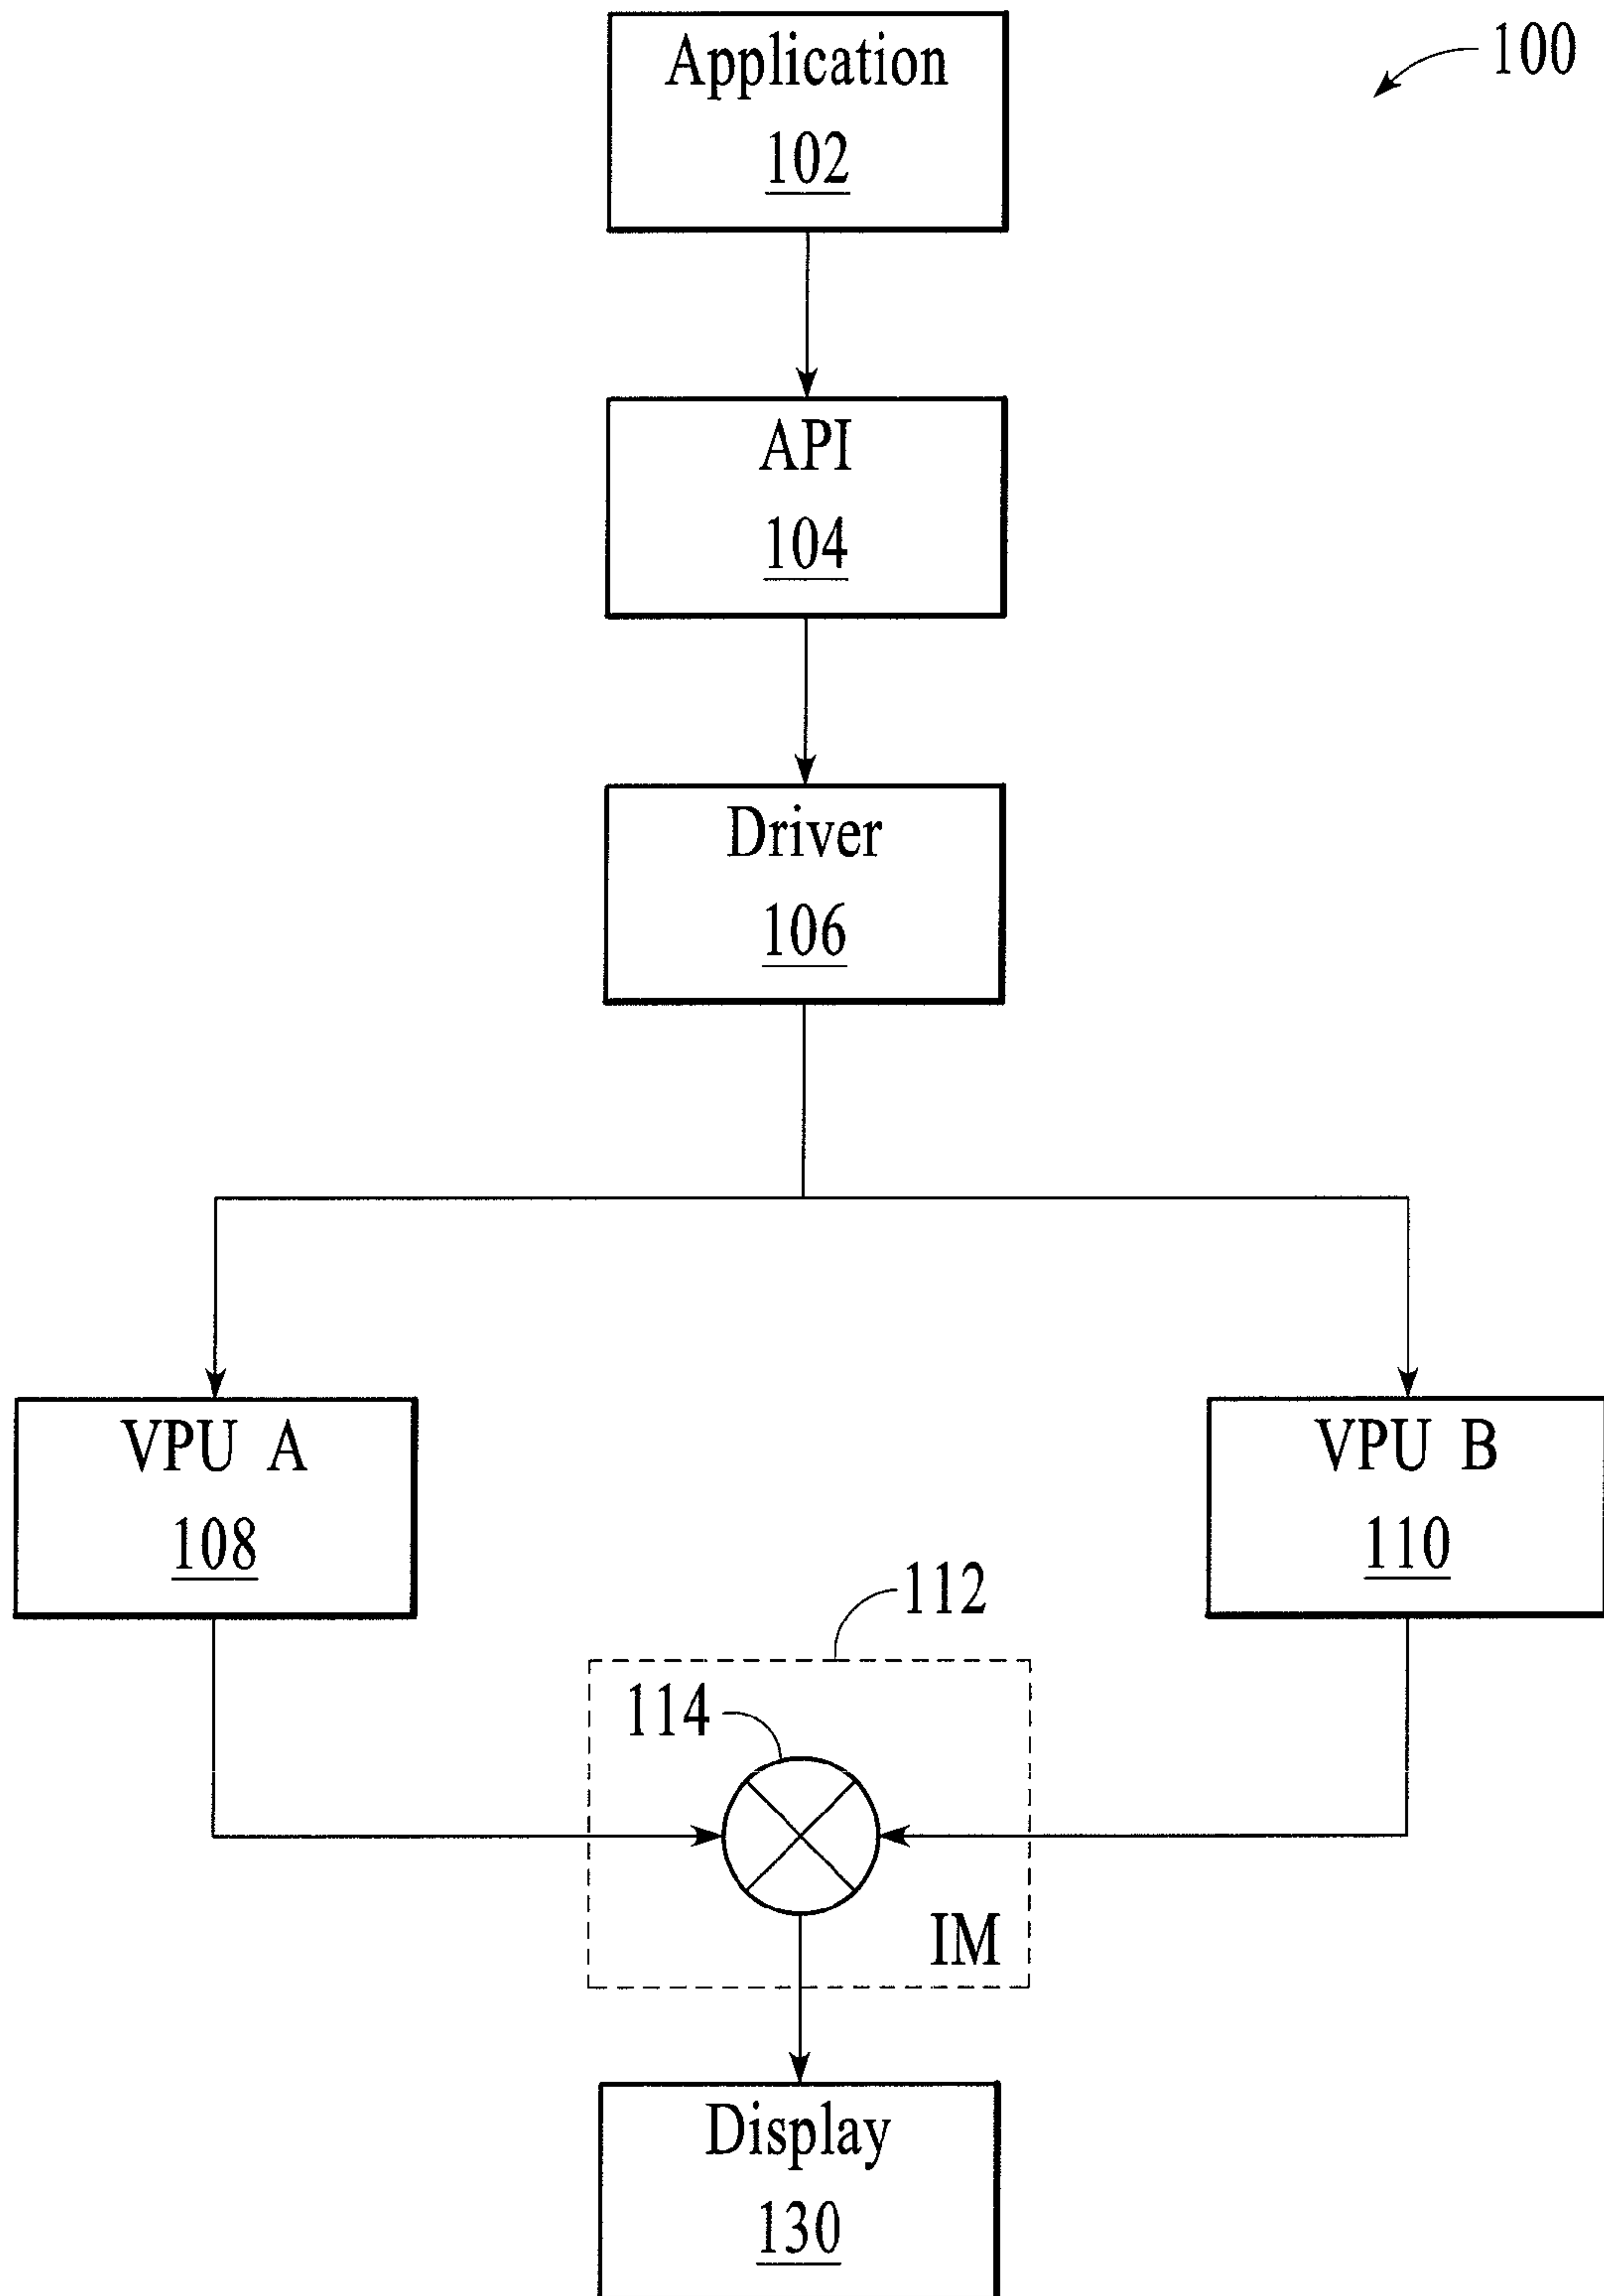 100
Application
102
API
104
Driver
106
VPU A
108
VPU B
110
112
114
IM
Display
130